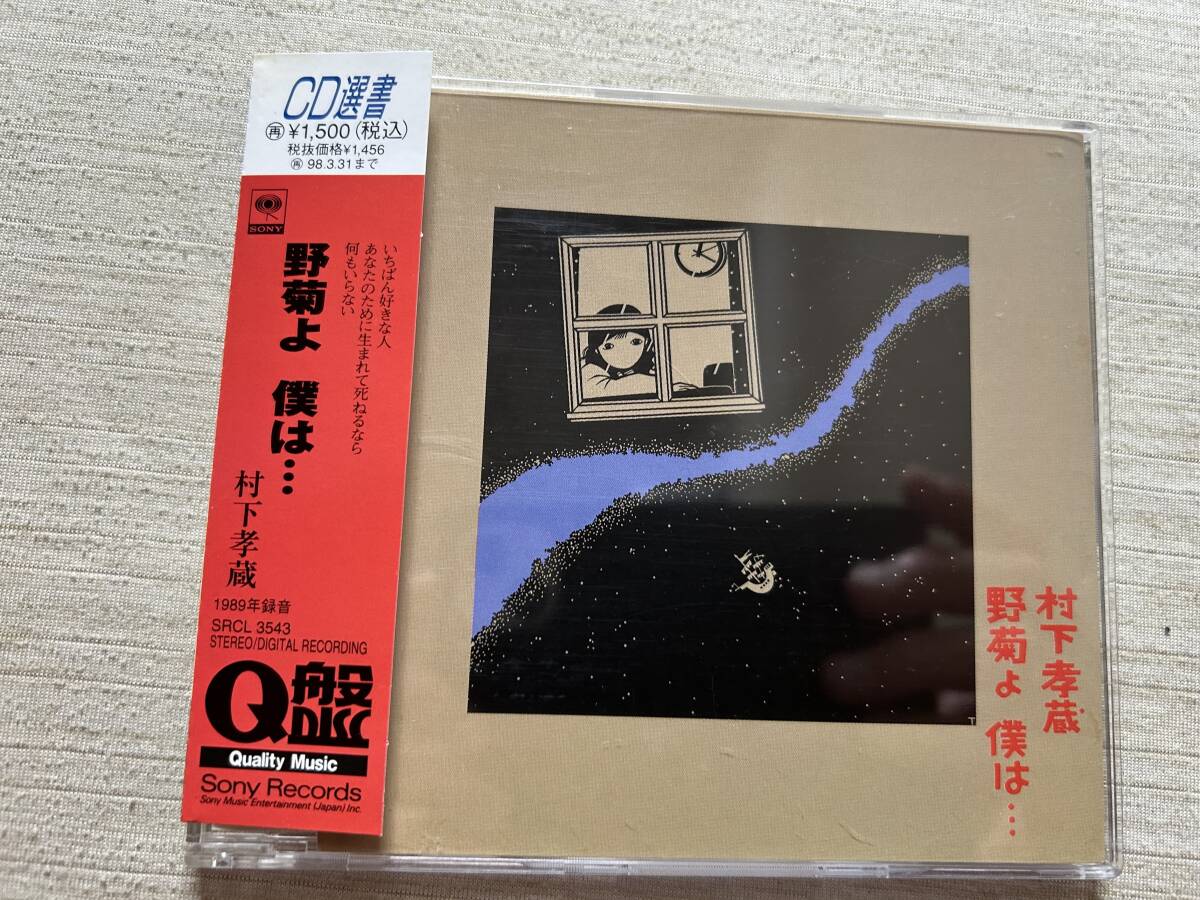 CD選書
㊢¥1,500(税込)
税抜価格¥1,456
98.3.31まで
SONY
いちばん好きな人
あなたのために生まれて死ねるなら
何もいらない
野菊よ 僕は…
村下孝蔵
1989年録音
SRCL 3543
STEREO/DIGITAL RECORDING
Q盤
DISC
Quality Music
Sony Records
Sony Music Entertainment (Japan) Inc.
村下孝蔵
野菊よ 僕は…
T